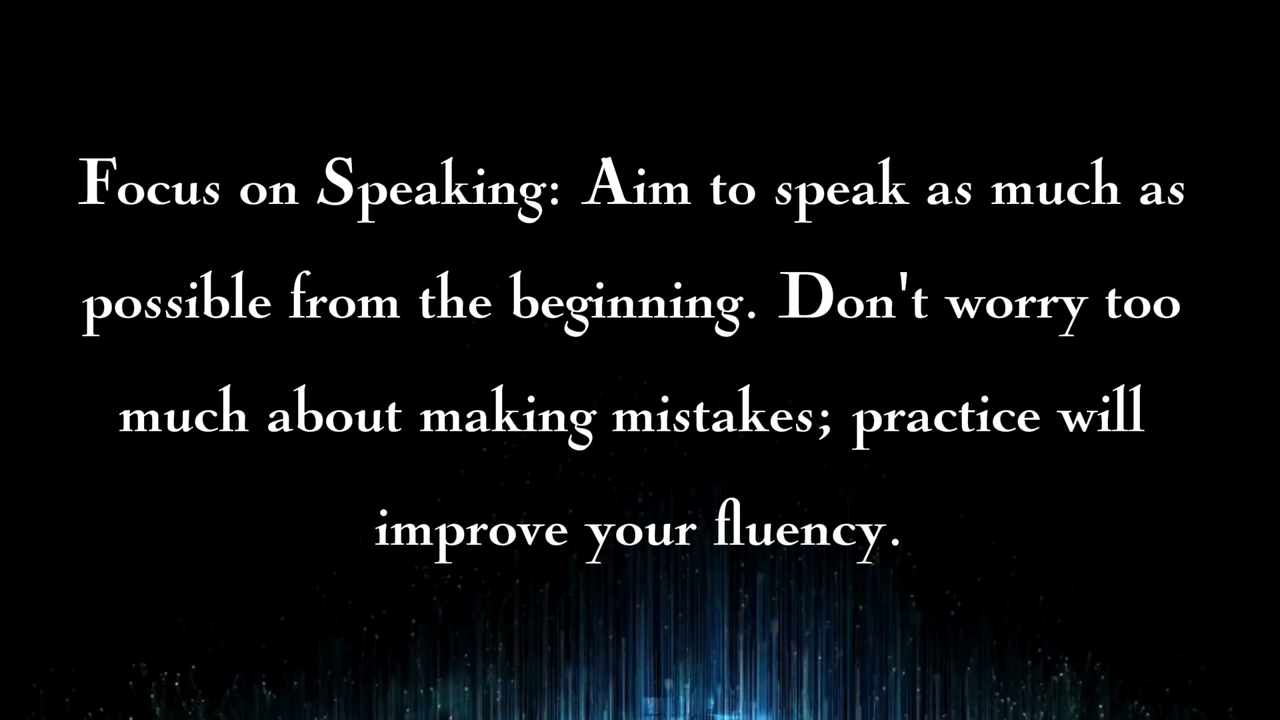 Focus on Speaking: Aim to speak as much as
possible from the beginning. Don't worry too
much about making mistakes; practice will
improve your fluency.